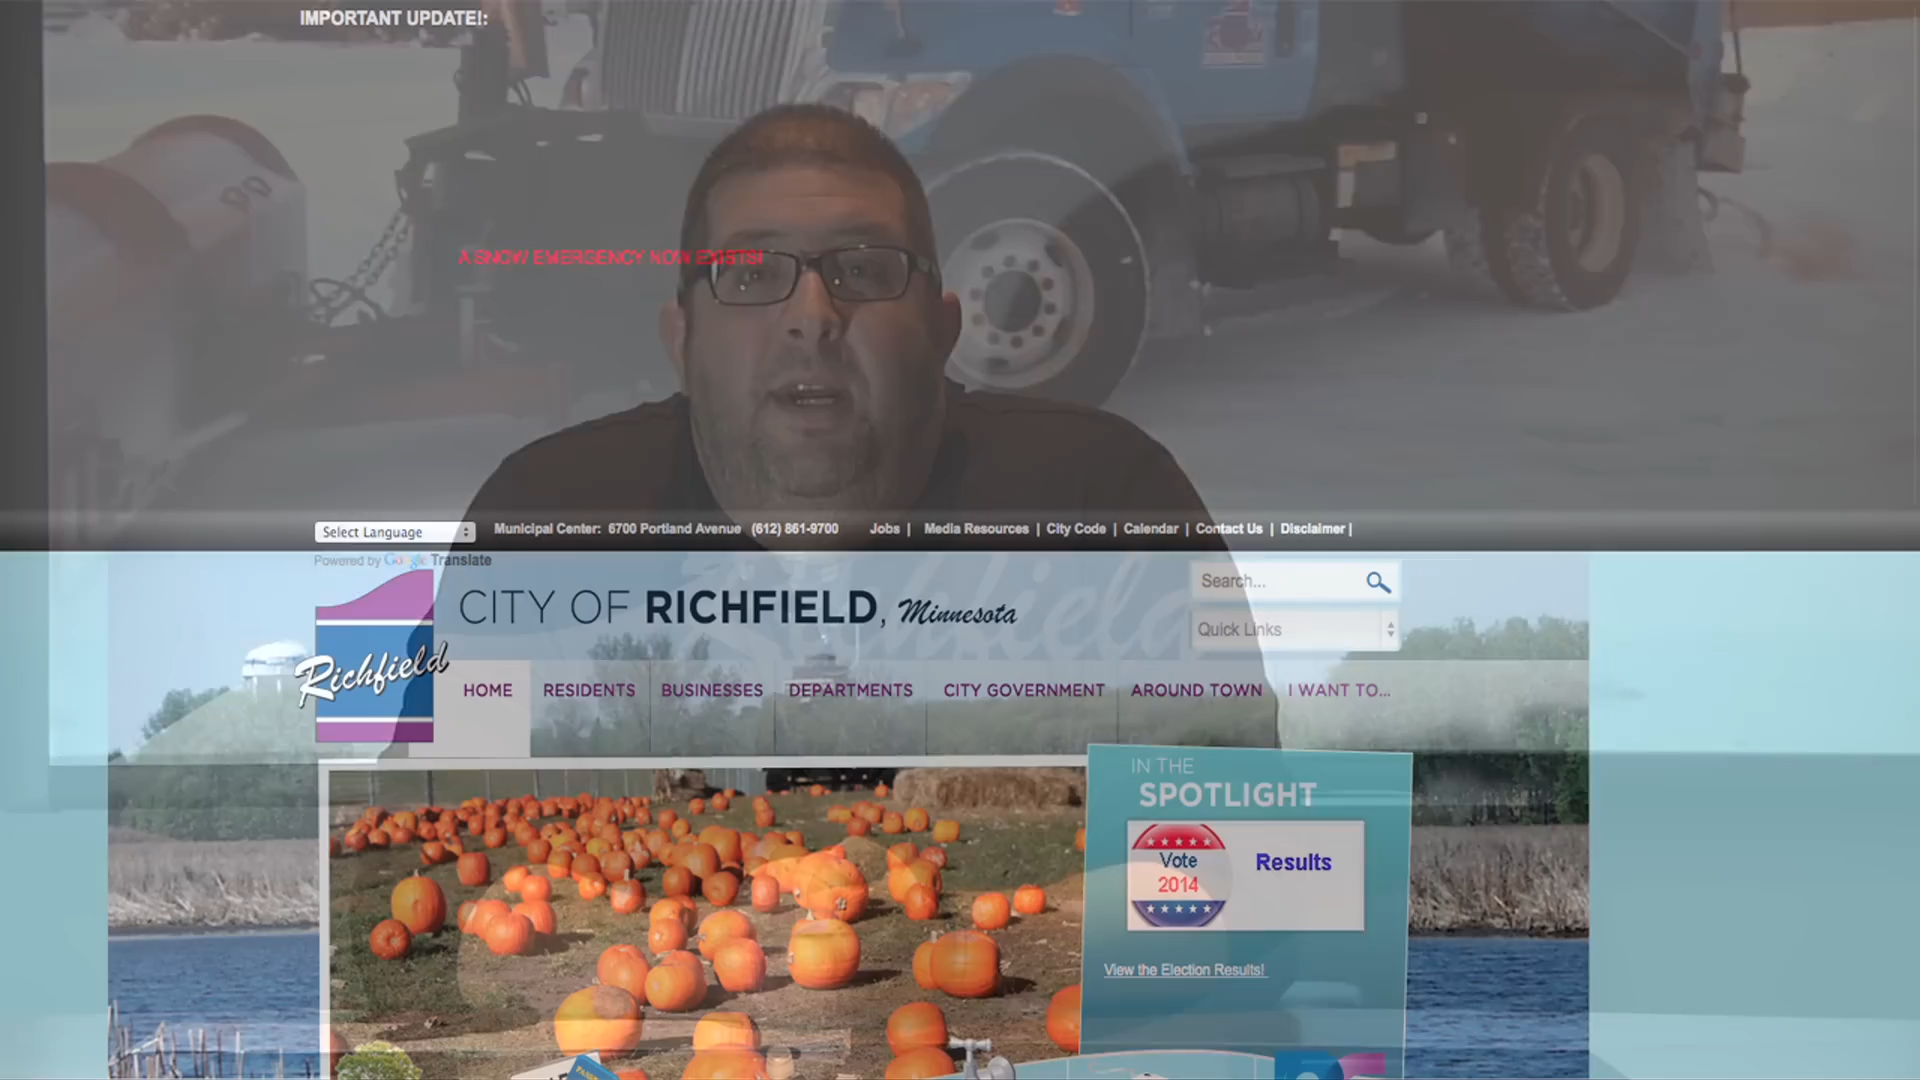 IMPORTANT UPDATE!:
A SNOW EMERGENCY NOW EXISTS!
Select Language
Municipal Center: 6700 Portland Avenue (612) 861-9700 Jobs | Media Resources | City Code | Calendar | Contact Us | Disclaimer |
Powered by Google Translate
Search...
CITY OF RICHFIELD, Minnesota
Richfield
Quick Links
Richfield
HOME RESIDENTS BUSINESSES DEPARTMENTS CITY GOVERNMENT AROUND TOWN I WANT TO...
IN THE
SPOTLIGHT
Vote
2014
Results
View the Election Results!